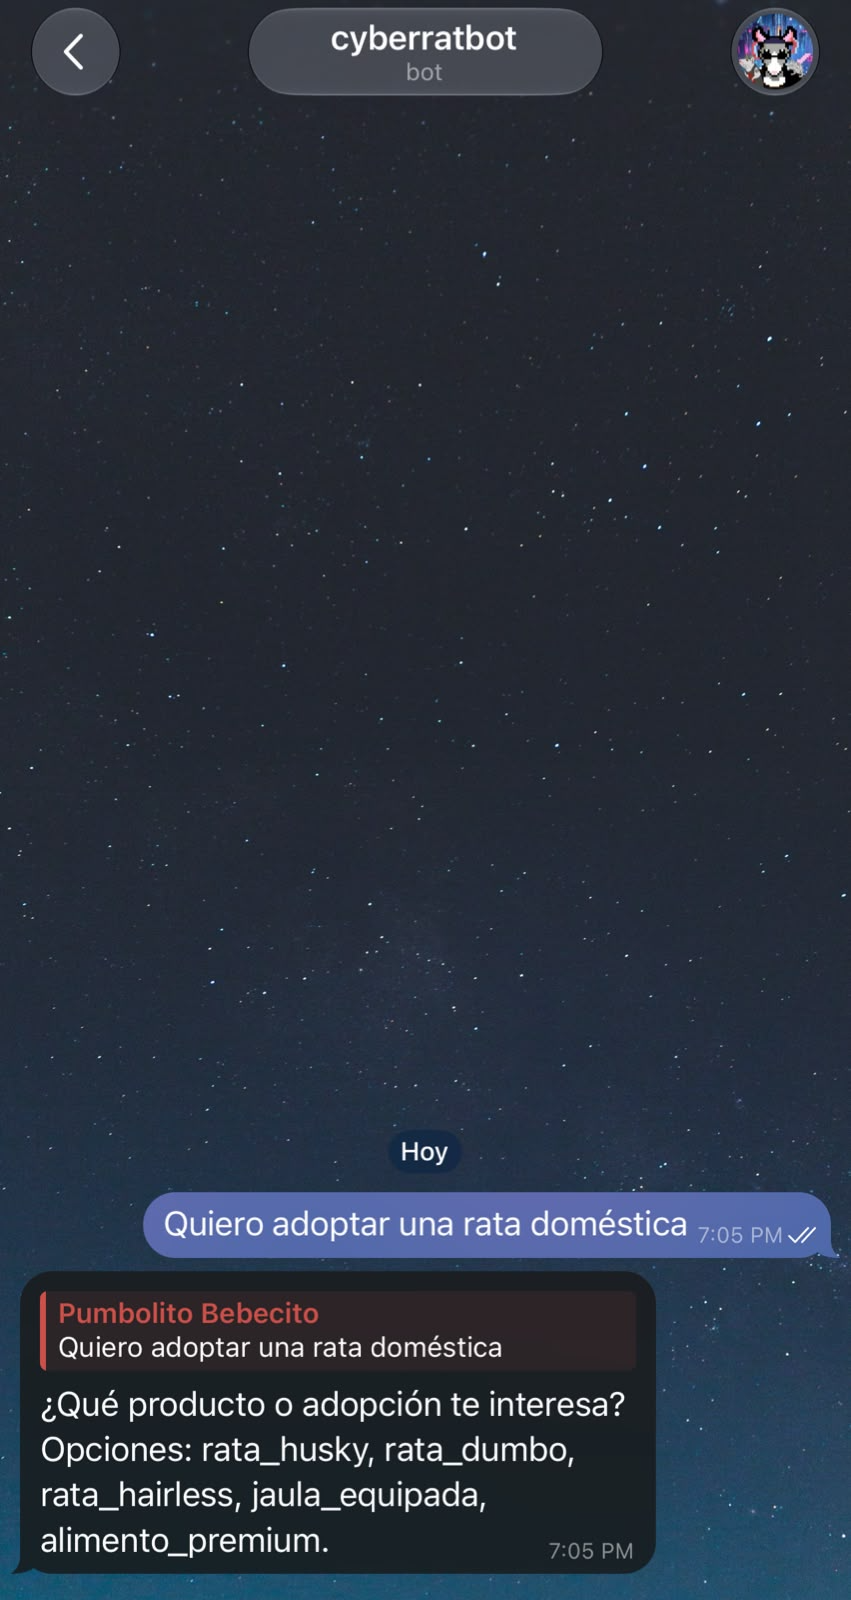 cyberratbot
bot
Hoy
Quiero adoptar una rata doméstica 7:05 PM
Pumbolito Bebecito
Quiero adoptar una rata doméstica
¿Qué producto o adopción te interesa?
Opciones: rata_husky, rata_dumbo,
rata_hairless, jaula_equipada,
alimento_premium.
7:05 PM